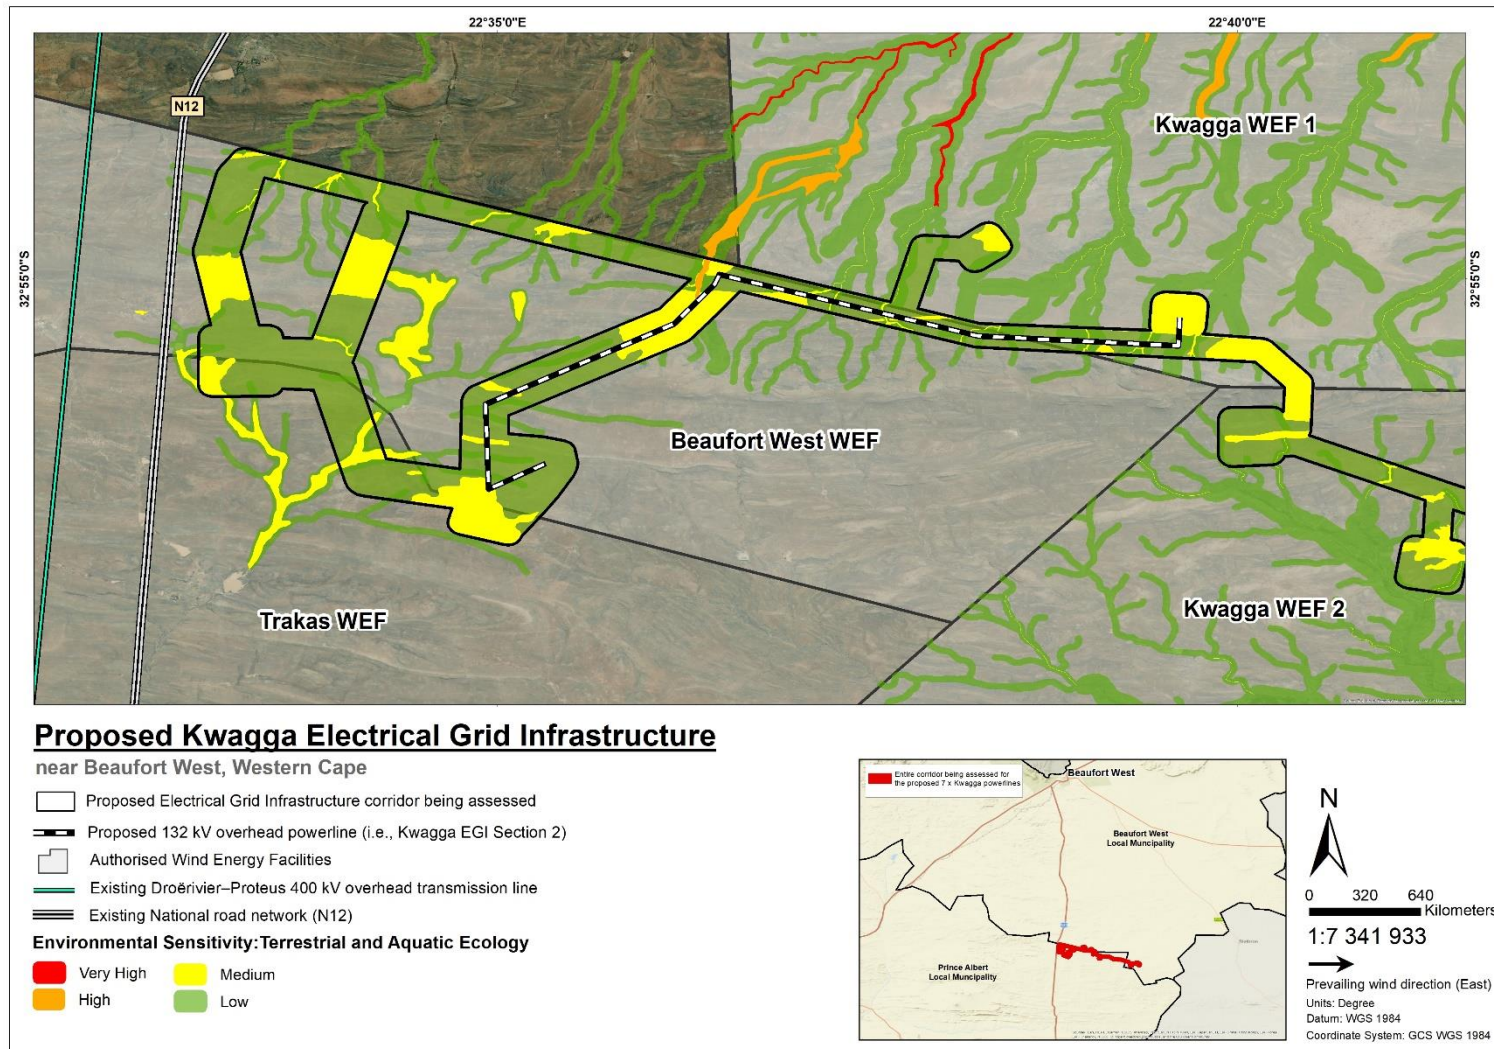 22°35'0"E
22°40'0"E
N12
Kwagga WEF 1
32°55'0"S
32°55'0"S
Beaufort West WEF
Trakas WEF
Kwagga WEF 2
Proposed Kwagga Electrical Grid Infrastructure
near Beaufort West, Western Cape
Proposed Electrical Grid Infrastructure corridor being assessed
Proposed 132 kV overhead powerline (i.e., Kwagga EGI Section 2)
Authorised Wind Energy Facilities
Existing Droërivier–Proteus 400 kV overhead transmission line
Existing National road network (N12)
Environmental Sensitivity:Terrestrial and Aquatic Ecology
Very High
Medium
High
Low
Entire corridor being assessed for
the proposed 7 x Kwagga powerlines
Beaufort West
Beaufort West
Local Muncipality
Prince Albert
Local Muncipality
N
0 320 640
Kilometers
1:7 341 933
Prevailing wind direction (East)
Units: Degree
Datum: WGS 1984
Coordinate System: GCS WGS 1984